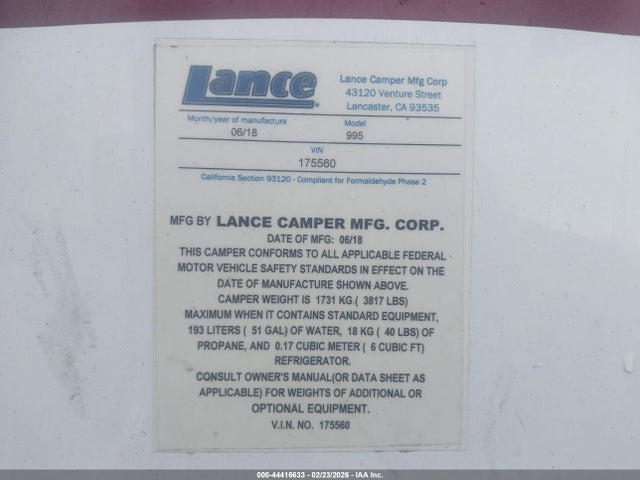 Lance
Lance Camper Mfg Corp
43120 Venture Street
Lancaster, CA 93535
Month/year of manufacture
Model
06/18
995
VIN
175560
California Section 93120 - Compliant for Formaldehyde Phase 2
MFG BY LANCE CAMPER MFG. CORP.
DATE OF MFG: 06/18
THIS CAMPER CONFORMS TO ALL APPLICABLE FEDERAL
MOTOR VEHICLE SAFETY STANDARDS IN EFFECT ON THE
DATE OF MANUFACTURE SHOWN ABOVE.
CAMPER WEIGHT IS 1731 KG ( 3817 LBS)
MAXIMUM WHEN IT CONTAINS STANDARD EQUIPMENT,
193 LITERS ( 51 GAL) OF WATER, 18 KG ( 40 LBS) OF
PROPANE, AND 0.17 CUBIC METER ( 6 CUBIC FT)
REFRIGERATOR.
CONSULT OWNER'S MANUAL(OR DATA SHEET AS
APPLICABLE) FOR WEIGHTS OF ADDITIONAL OR
OPTIONAL EQUIPMENT.
V.I.N. NO. 175560
000-44416633 - 02/23/2026 - IAA Inc.